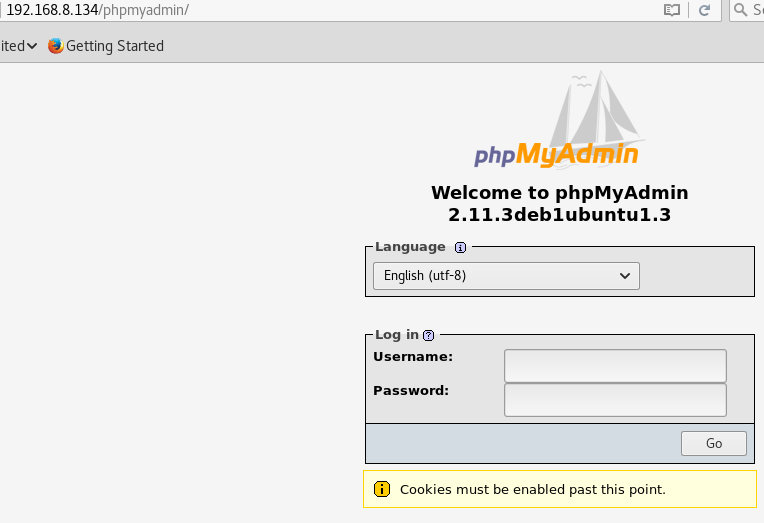 192.168.8.134/phpmyadmin/
ited Getting Started
phpMyAdmin
Welcome to phpMyAdmin
2.11.3deb1ubuntu1.3
Language
English (utf-8)
Log in
Username:
Password:
Go
Cookies must be enabled past this point.